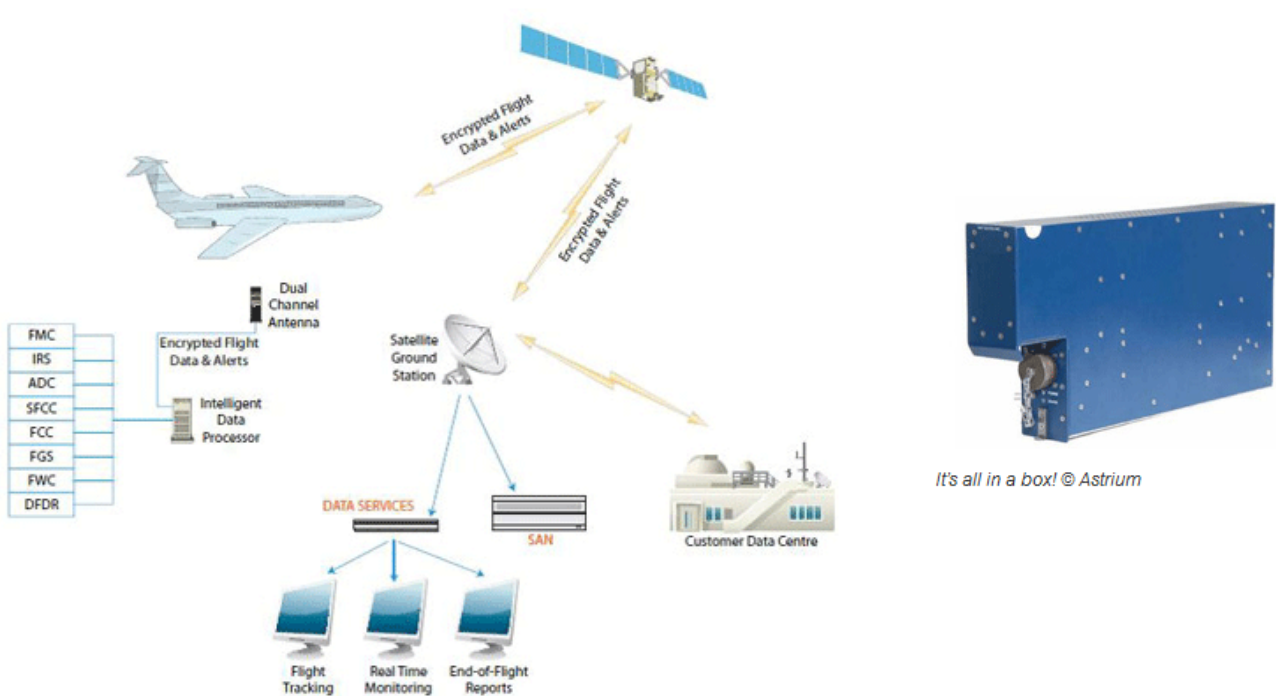 Encrypted Flight
Data & Alerts
Encrypted Flight
Data & Alerts
Dual
Channel
Antenna
FMC
IRS
ADC
SFCC
FCC
FGS
FWC
DFDR
Encrypted Flight
Data & Alerts
Intelligent
Data
Processor
Satellite
Ground
Station
DATA SERVICES
SAN
Customer Data Centre
Flight
Tracking
Real Time
Monitoring
End-of-Flight
Reports
It's all in a box! © Astrium